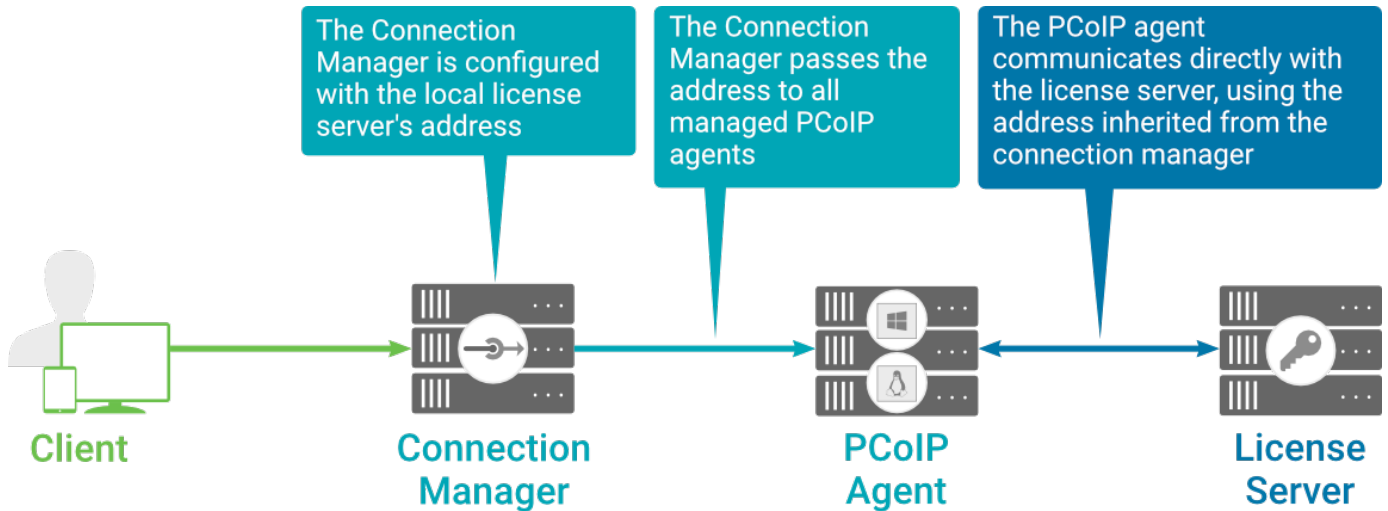 The Connection
Manager is configured
with the local license
server's address
The Connection
Manager passes the
address to all
managed PCoIP
agents
The PCoIP agent
communicates directly with
the license server, using the
address inherited from the
connection manager
Client
Connection
Manager
PCoIP
Agent
License
Server